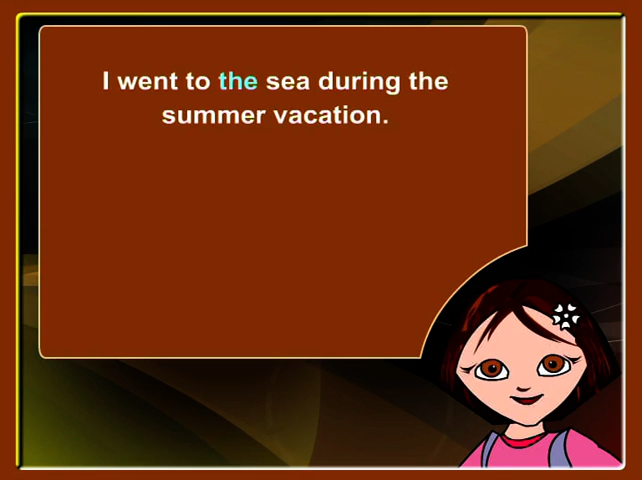 I went to the sea during the
summer vacation.